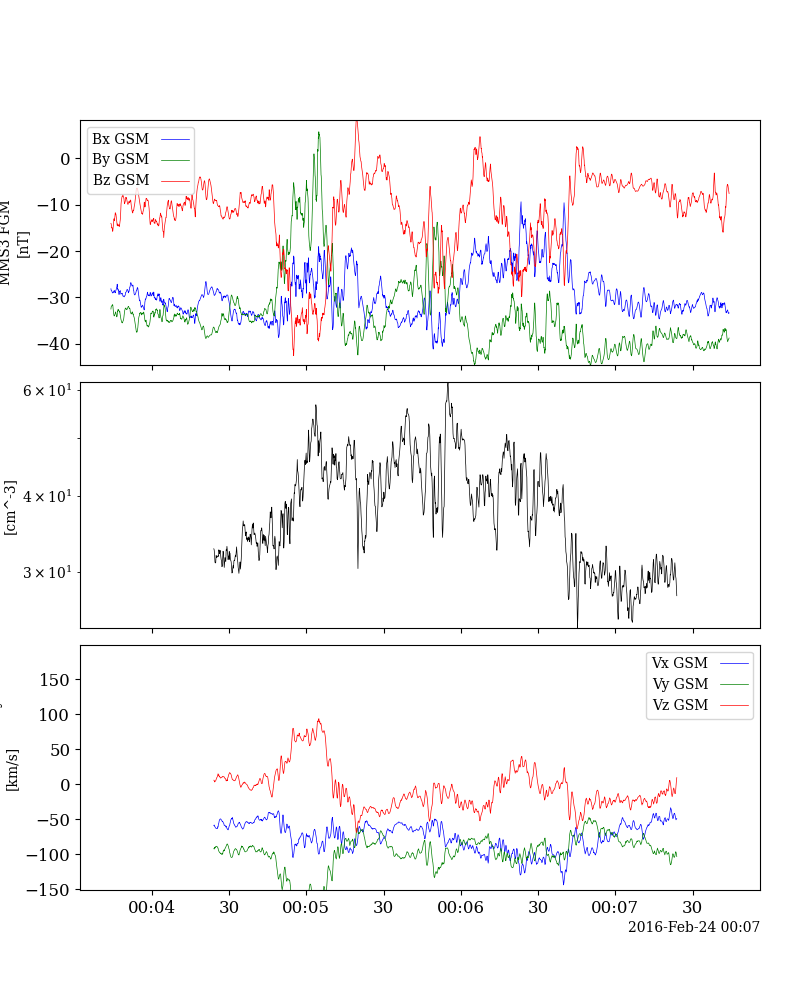 Bx GSM
By GSM
Bz GSM
0
−10
−20
−30
−40
MMS3 FGM
[nT]
6 × 10¹
4 × 10¹
3 × 10¹
[cm^-3]
Vx GSM
Vy GSM
Vz GSM
150
100
50
0
−50
−100
−150
[km/s]
00:04 30 00:05 30 00:06 30 00:07 30
2016-Feb-24 00:07